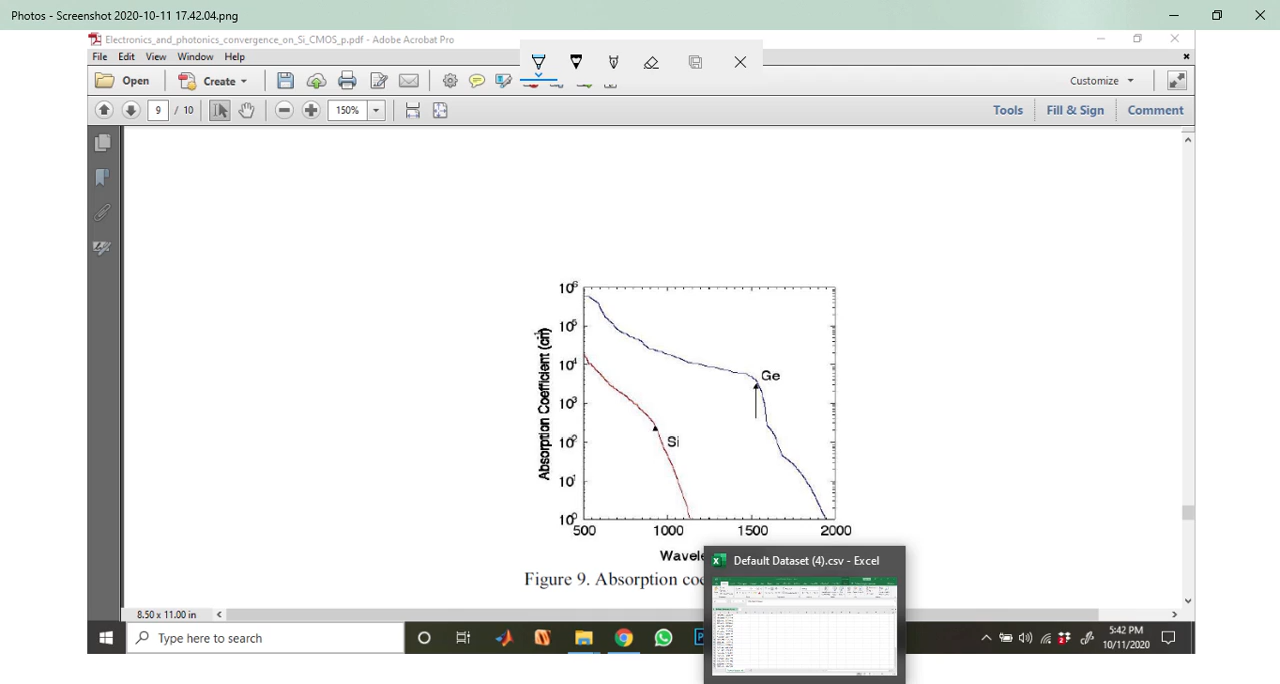 Photos - Screenshot 2020-10-11 17.42.04.png
Electronics_and_photonics_convergence_on_Si_CMOS_p.pdf - Adobe Acrobat Pro
File Edit View Window Help
Open Create Customize
9 / 10 150% Tools Fill & Sign Comment
10^6
10^5
10^4
10^3
10^2
10^1
10^0
Absorption Coefficient (cm^-1)
Ge
Si
500 1000 1500 2000
Figure 9. Absorption
Default Dataset (4).csv - Excel
8.50 x 11.00 in
Type here to search
5:42 PM
10/11/2020